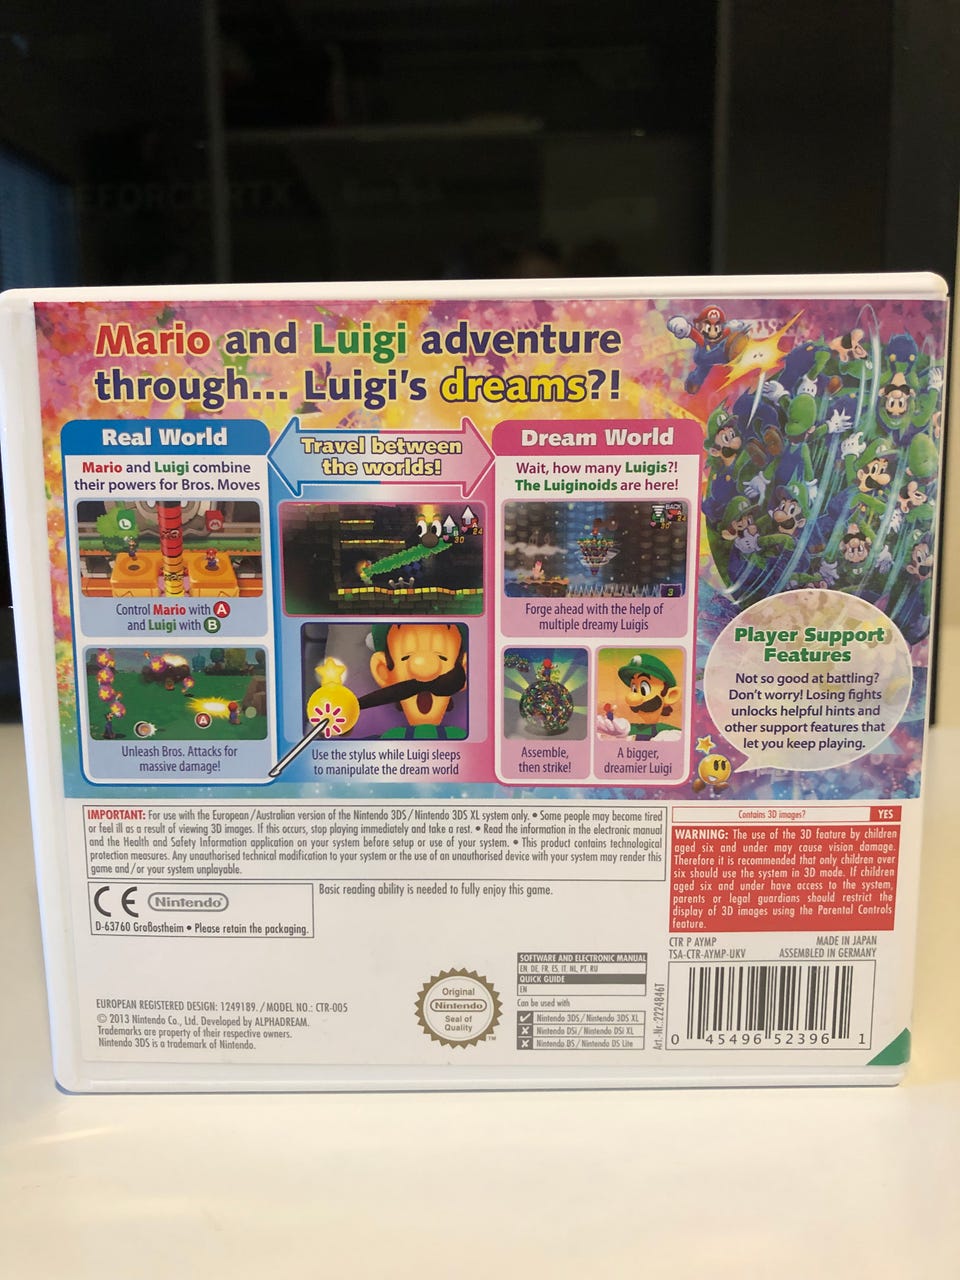 EFORCE RTX
Mario and Luigi adventure
through... Luigi's dreams?!
Real World
Mario and Luigi combine
their powers for Bros. Moves
L
M
Control Mario with A
and Luigi with B
A
Unleash Bros. Attacks for
massive damage!
Travel between
the worlds!
Use the stylus while Luigi sleeps
to manipulate the dream world
Dream World
Wait, how many Luigis?!
The Luiginoids are here!
BACK
3
Forge ahead with the help of
multiple dreamy Luigis
Assemble,
then strike!
A bigger,
dreamier Luigi
Player Support
Features
Not so good at battling?
Don't worry! Losing fights
unlocks helpful hints and
other support features that
let you keep playing.
IMPORTANT: For use with the European/Australian version of the Nintendo 3DS/Nintendo 3DS XL system only. • Some people may become tired
or feel ill as a result of viewing 3D images. If this occurs, stop playing immediately and take a rest. • Read the information in the electronic manual
and the Health and Safety Information application on your system before setup or use of your system. • This product contains technological
protection measures. Any unauthorised technical modification to your system or the use of an unauthorised device with your system may render this
game and/or your system unplayable.
CE Nintendo
D-63760 Großostheim • Please retain the packaging.
Basic reading ability is needed to fully enjoy this game.
Contains 3D images? YES
WARNING: The use of the 3D feature by children
aged six and under may cause vision damage.
Therefore it is recommended that only children over
six should use the system in 3D mode. If children
aged six and under have access to the system,
parents or legal guardians should restrict the
display of 3D images using the Parental Controls
feature.
CTR P AYMP MADE IN JAPAN
TSA-CTR-AYMP-UKV ASSEMBLED IN GERMANY
EUROPEAN REGISTERED DESIGN: 1249189. / MODEL NO.: CTR-005
© 2013 Nintendo Co., Ltd. Developed by ALPHADREAM.
Trademarks are property of their respective owners.
Nintendo 3DS is a trademark of Nintendo.
Original
Nintendo
Seal of
Quality
TM
SOFTWARE AND ELECTRONIC MANUAL
EN, DE, FR, ES, IT, NL, PT, RU
QUICK GUIDE
EN
Can be used with
Nintendo 3DS/Nintendo 3DS XL
Nintendo DSi/Nintendo DSi XL
Nintendo DS/Nintendo DS Lite
Art.-Nr. 2224846T
0 45496 52396 1